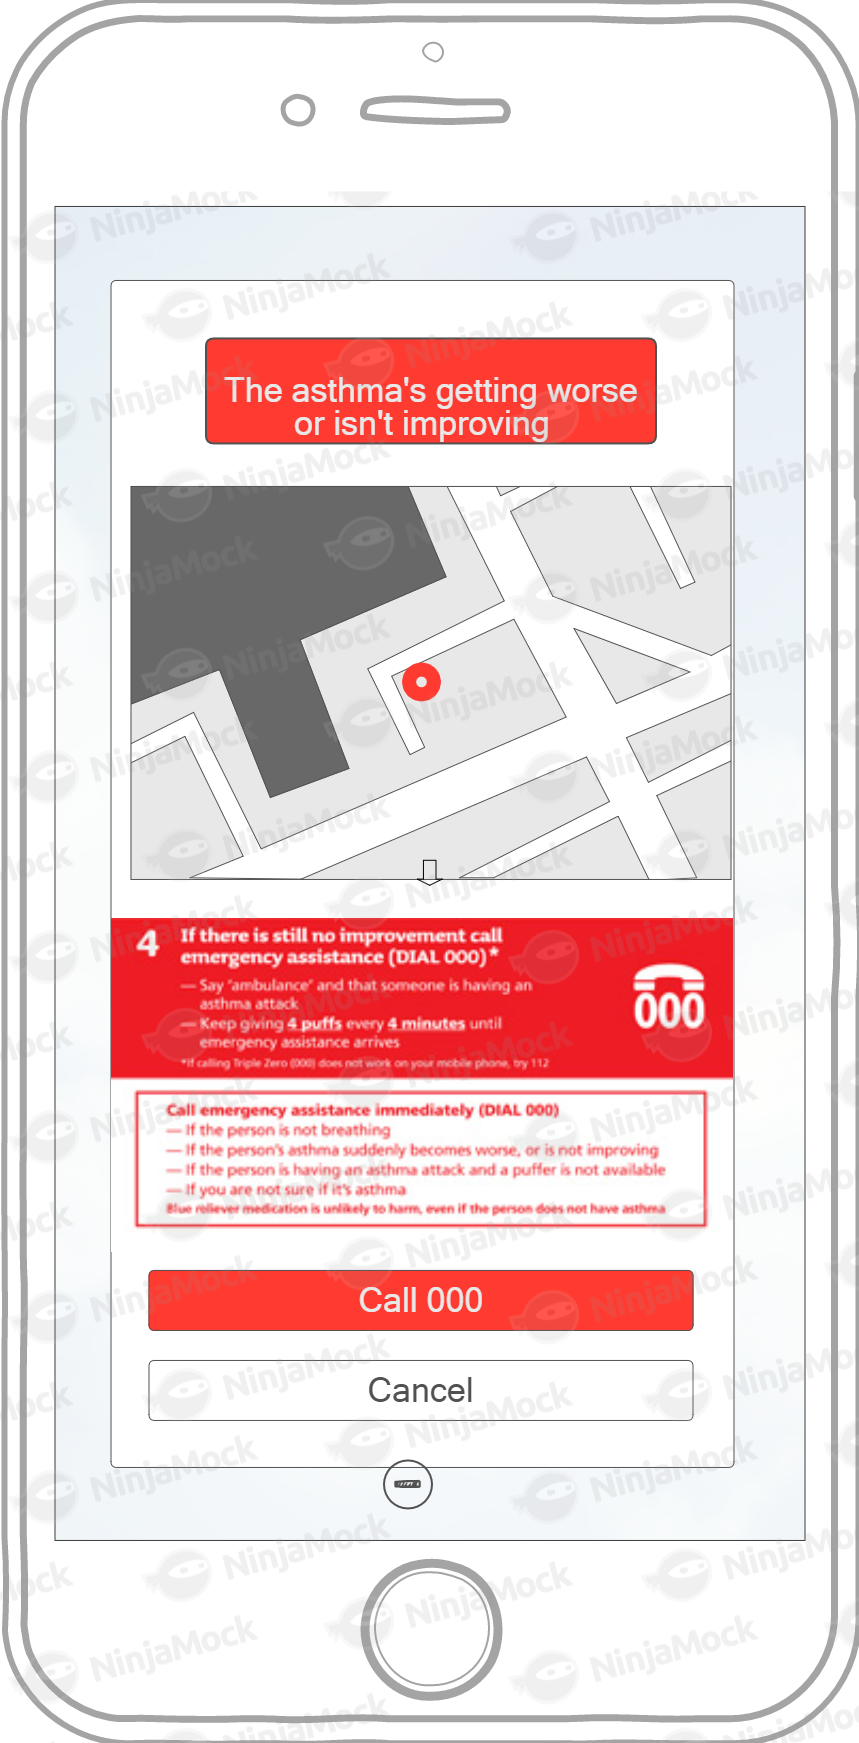 The asthma's getting worse
or isn't improving
4 If there is still no improvement call
emergency assistance (DIAL 000)*
— Say 'ambulance' and that someone is having an
asthma attack
— Keep giving 4 puffs every 4 minutes until
emergency assistance arrives
*If calling Triple Zero (000) does not work on your mobile phone, try 112
000
Call emergency assistance immediately (DIAL 000)
— If the person is not breathing
— If the person's asthma suddenly becomes worse, or is not improving
— If the person is having an asthma attack and a puffer is not available
— If you are not sure if it's asthma
Blue reliever medication is unlikely to harm, even if the person does not have asthma
Call 000
Cancel
NinjaMock